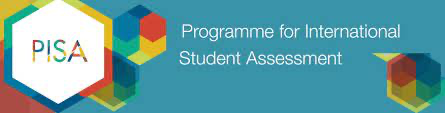 PISA
Programme for International
Student Assessment